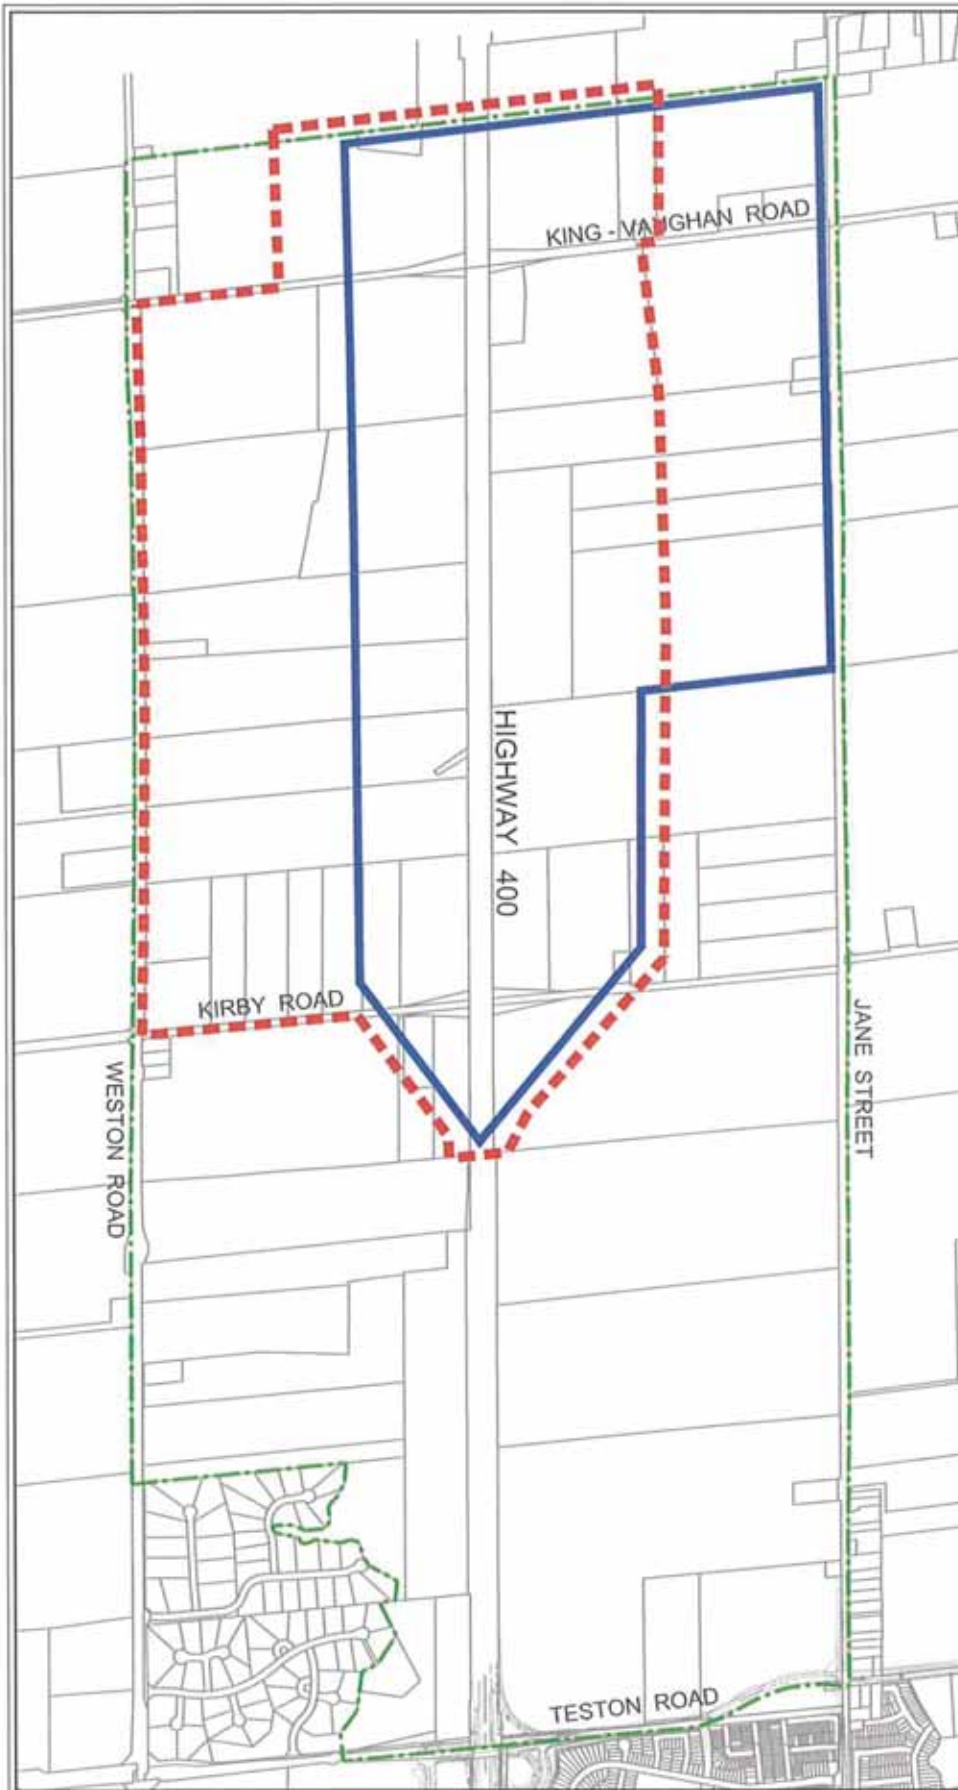 KING - VAUGHAN ROAD
HIGHWAY 400
KIRBY ROAD
JANE STREET
WESTON ROAD
TESTON ROAD